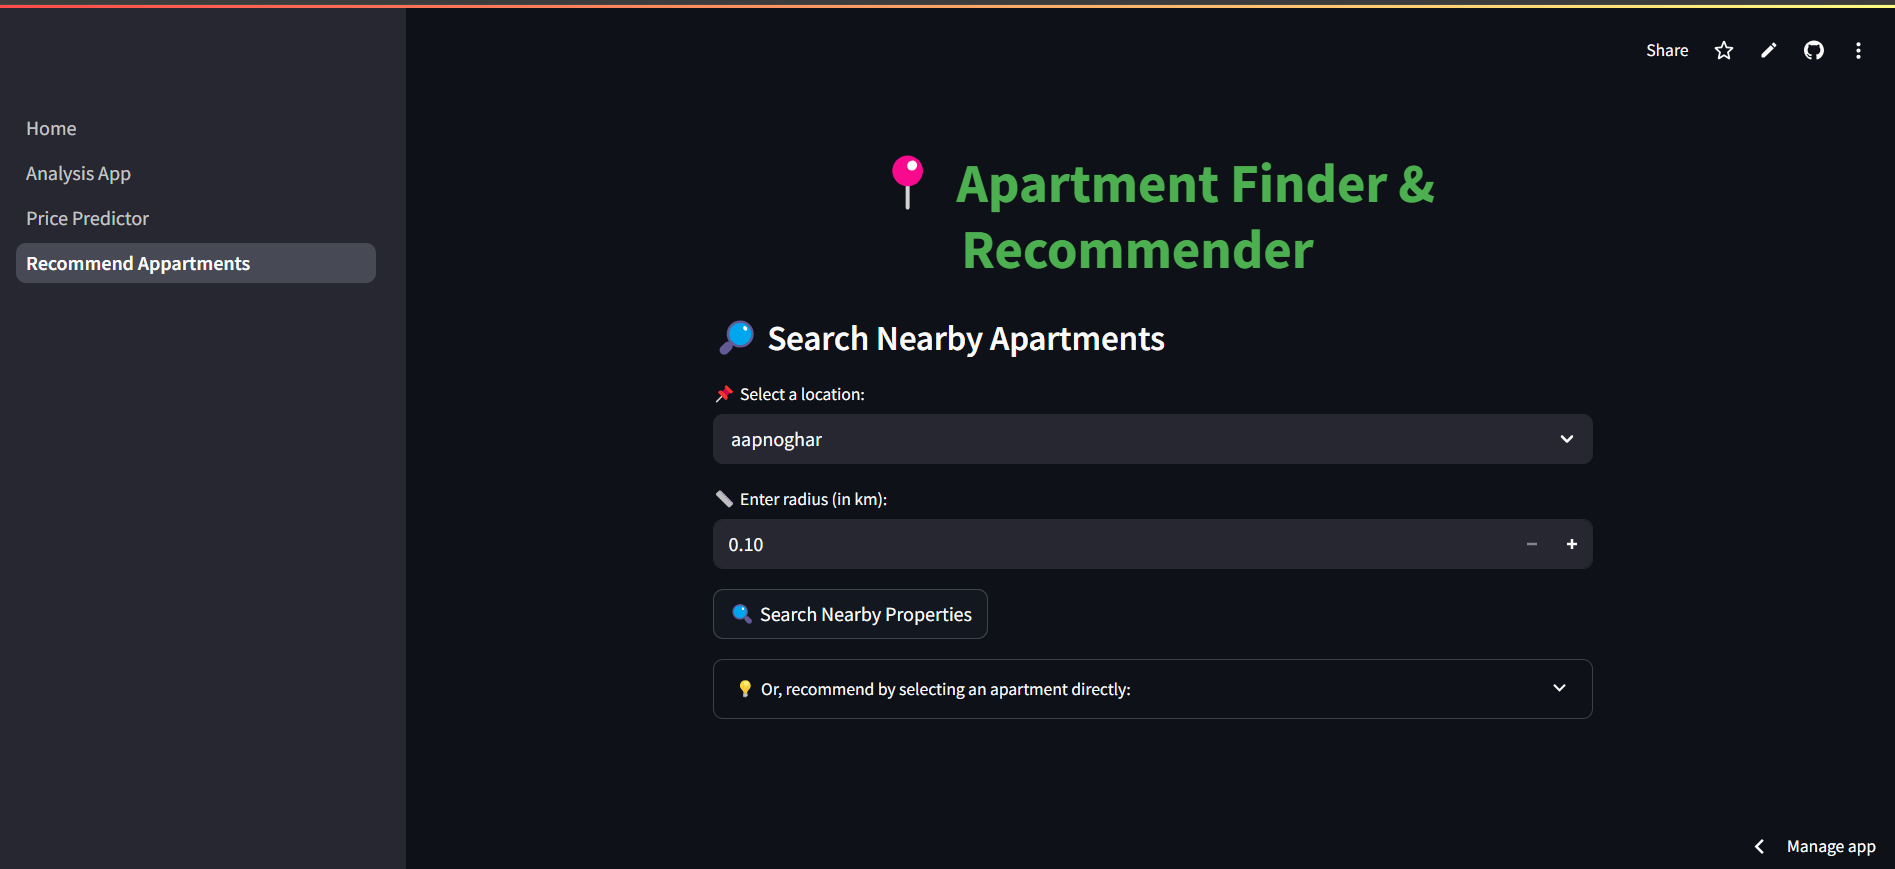 Share
Home
Analysis App
Price Predictor
Recommend Appartments
Apartment Finder &
Recommender
Search Nearby Apartments
Select a location:
aapnoghar
Enter radius (in km):
0.10
Search Nearby Properties
Or, recommend by selecting an apartment directly:
Manage app